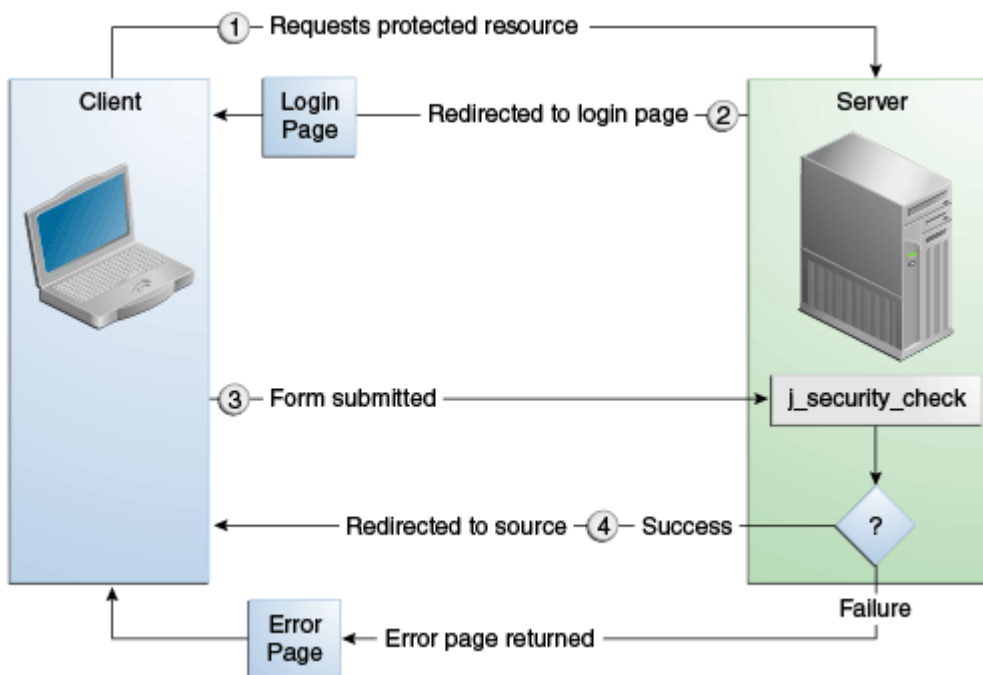 1 Requests protected resource
Client
Login
Page
Redirected to login page 2
Server
3 Form submitted
j_security_check
Redirected to source 4 Success
?
Failure
Error
Page
Error page returned